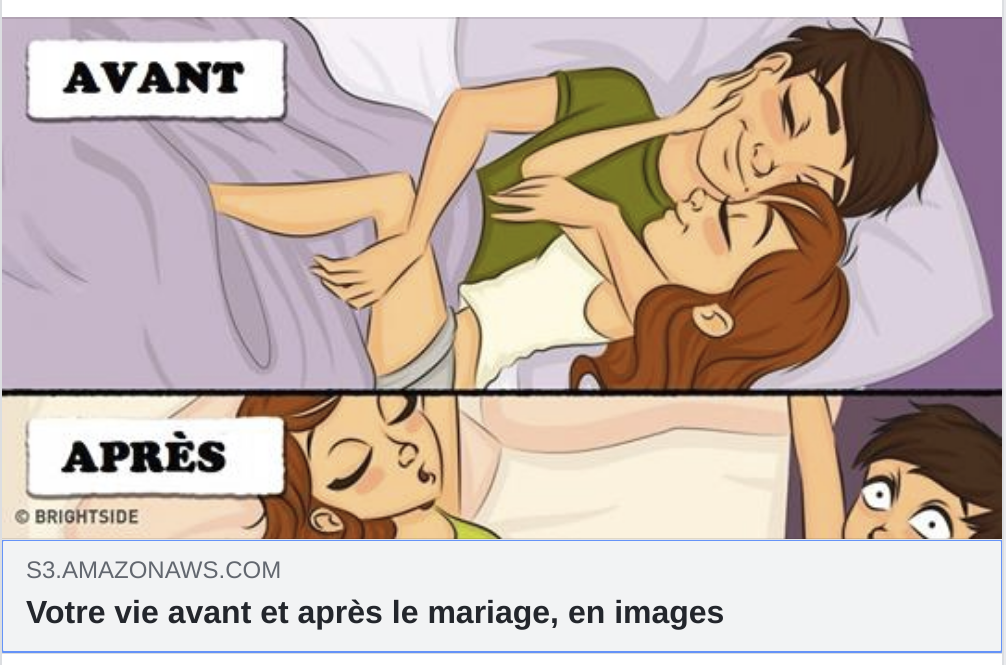 AVANT
APRÈS
© BRIGHTSIDE
S3.AMAZONAWS.COM
Votre vie avant et après le mariage, en images